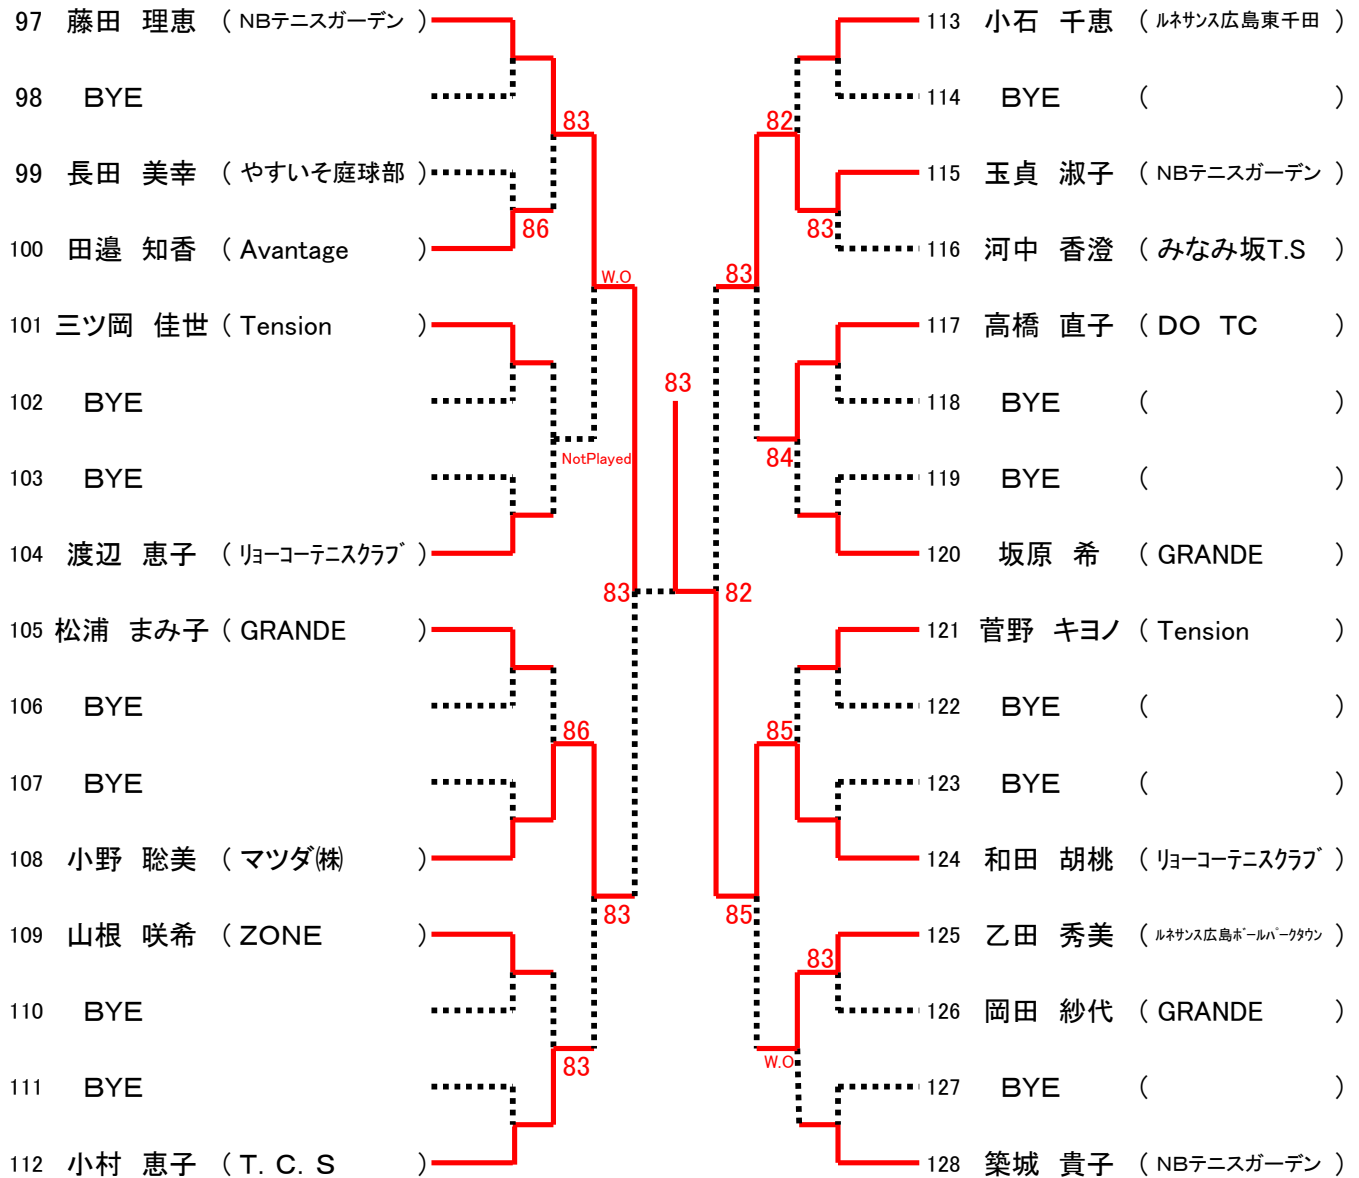 97 藤田 理恵 ( NBテニスガーデン )
98 BYE
83
99 長田 美幸 ( やすいそ庭球部 )
86
100 田邉 知香 ( Avantage )
W.O
101 三ツ岡 佳世 ( Tension )
102 BYE
NotPlayed
103 BYE
104 渡辺 恵子 ( リョーコーテニスクラブ )
83
105 松浦 まみ子 ( GRANDE )
106 BYE
86
107 BYE
108 小野 聡美 ( マツダ㈱ )
83
109 山根 咲希 ( ZONE )
110 BYE
83
111 BYE
112 小村 恵子 ( T. C. S )
83
113 小石 千恵 ( ルネサンス広島東千田 )
114 BYE ( )
82
115 玉貞 淑子 ( NBテニスガーデン )
83
116 河中 香澄 ( みなみ坂T.S )
83
117 高橋 直子 ( DO TC )
118 BYE ( )
84
119 BYE ( )
120 坂原 希 ( GRANDE )
82
121 菅野 キヨノ ( Tension )
122 BYE ( )
85
123 BYE ( )
124 和田 胡桃 ( リョーコーテニスクラブ )
85
125 乙田 秀美 ( ルネサンス広島ボールパークタウン )
83
126 岡田 紗代 ( GRANDE )
W.O
127 BYE ( )
128 築城 貴子 ( NBテニスガーデン )